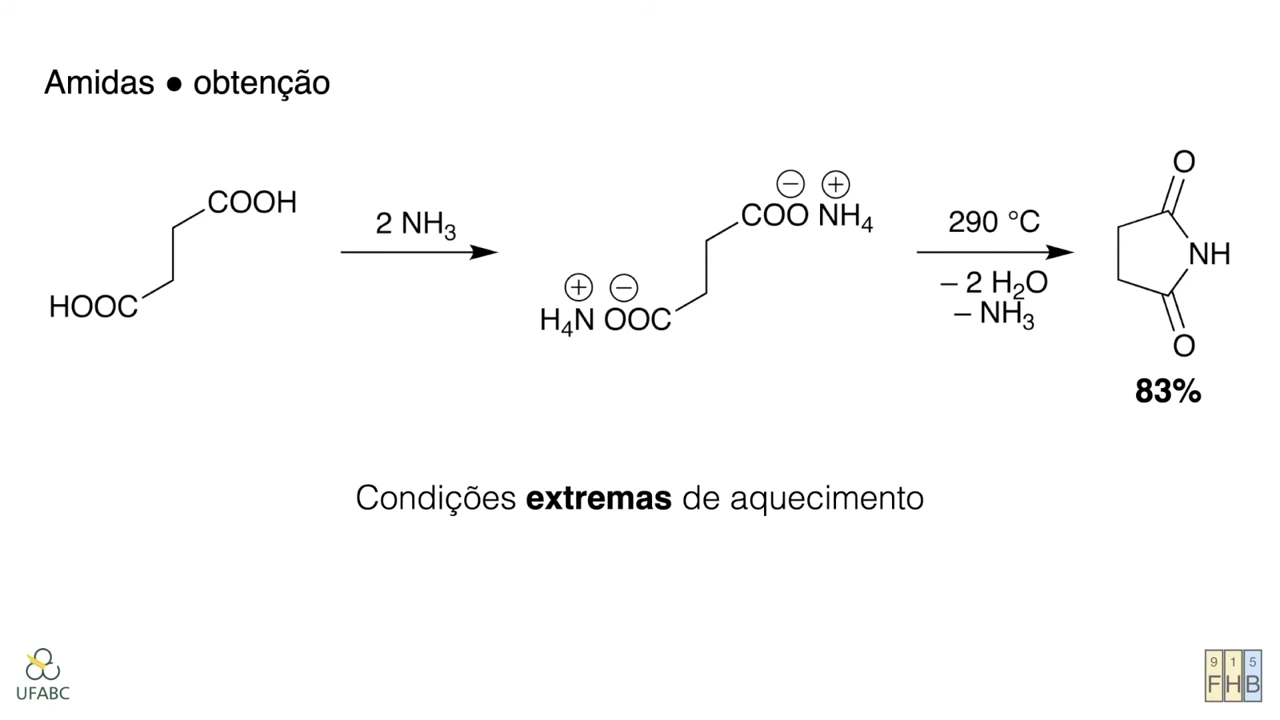 Amidas ● obtenção
COOH
HOOC
2 NH₃
⊖ ⊕
COO NH₄
⊕ ⊖
H₄N OOC
290 °C
– 2 H₂O
– NH₃
O
NH
O
83%
Condições extremas de aquecimento
UFABC
9 1 5
F H B